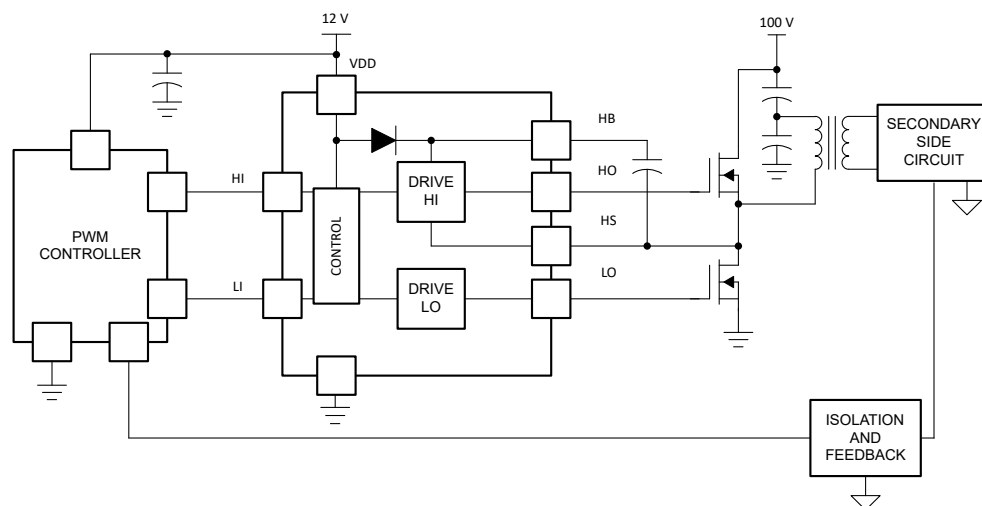 12 V
100 V
VDD
HB
SECONDARY
SIDE
CIRCUIT
HI
DRIVE
HI
HO
PWM
CONTROLLER
CONTROL
HS
LI
DRIVE
LO
LO
ISOLATION
AND
FEEDBACK